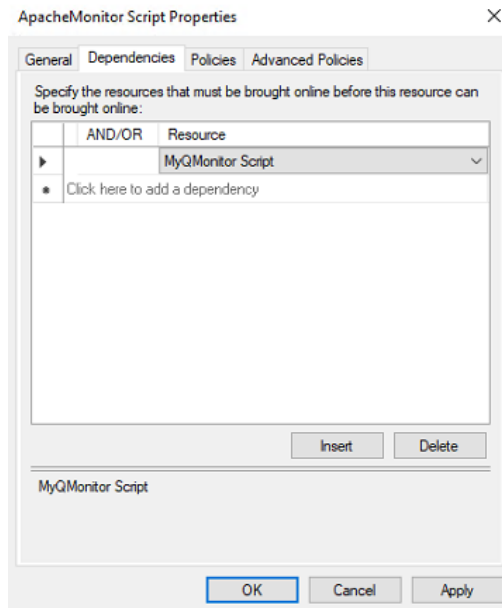 ApacheMonitor Script Properties
General Dependencies Policies Advanced Policies
Specify the resources that must be brought online before this resource can
be brought online:
AND/OR Resource
MyQMonitor Script
Click here to add a dependency
Insert Delete
MyQMonitor Script
OK Cancel Apply